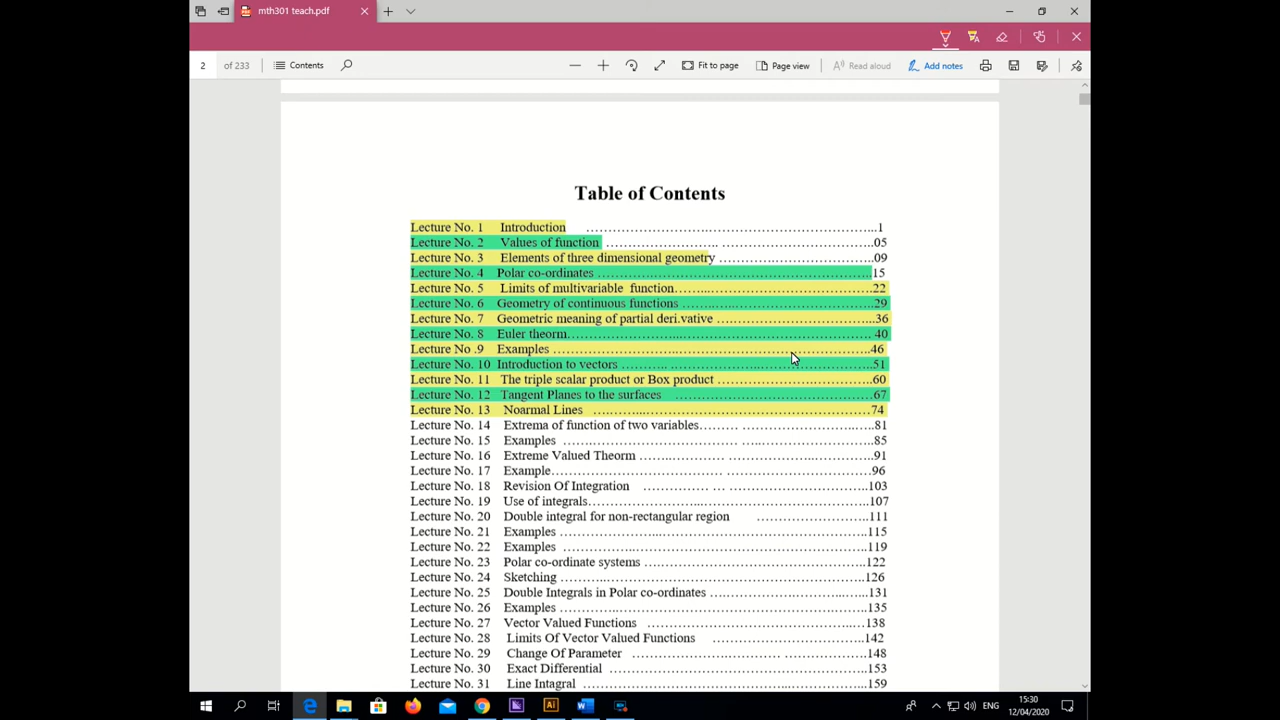 mth301 teach.pdf
2 of 233 Contents Fit to page Page view Read aloud Add notes
Table of Contents
Lecture No. 1 Introduction ……………………………………………………...1
Lecture No. 2 Values of function ………………………. ………………………………05
Lecture No. 3 Elements of three dimensional geometry ………………………………09
Lecture No. 4 Polar co-ordinates …………………………………………………………15
Lecture No. 5 Limits of multivariable function…………………………………………22
Lecture No. 6 Geometry of continuous functions ………………………………………29
Lecture No. 7 Geometric meaning of partial deri.vative ………………………………36
Lecture No. 8 Euler theorm……………………………………………………………… 40
Lecture No .9 Examples …………………………………………………………………46
Lecture No. 10 Introduction to vectors ……………………………………………………51
Lecture No. 11 The triple scalar product or Box product ………………………………60
Lecture No. 12 Tangent Planes to the surfaces ……………………………………67
Lecture No. 13 Noarmal Lines ……………………………………………………………74
Lecture No. 14 Extrema of function of two variables……… ……………………………81
Lecture No. 15 Examples ………………………………… ……………………………85
Lecture No. 16 Extreme Valued Theorm ……………… ………………………………91
Lecture No. 17 Example…………………………………… ……………………………96
Lecture No. 18 Revision Of Integration ……………… … ……………………………103
Lecture No. 19 Use of integrals…………………………… ……………………………107
Lecture No. 20 Double integral for non-rectangular region ……………………………111
Lecture No. 21 Examples ………………………………… ……………………………115
Lecture No. 22 Examples ………………………………… ……………………………119
Lecture No. 23 Polar co-ordinate systems ………………………………………………122
Lecture No. 24 Sketching …………………………………………………………………126
Lecture No. 25 Double Integrals in Polar co-ordinates …………………………………131
Lecture No. 26 Examples …………………………………………………………………135
Lecture No. 27 Vector Valued Functions ………………………………………………138
Lecture No. 28 Limits Of Vector Valued Functions ……………………………………142
Lecture No. 29 Change Of Parameter ………………………… ………………………148
Lecture No. 30 Exact Differential ………………………………………………………153
Lecture No. 31 Line Intagral ……………………………… ……………………………159
ENG
15:30
12/04/2020